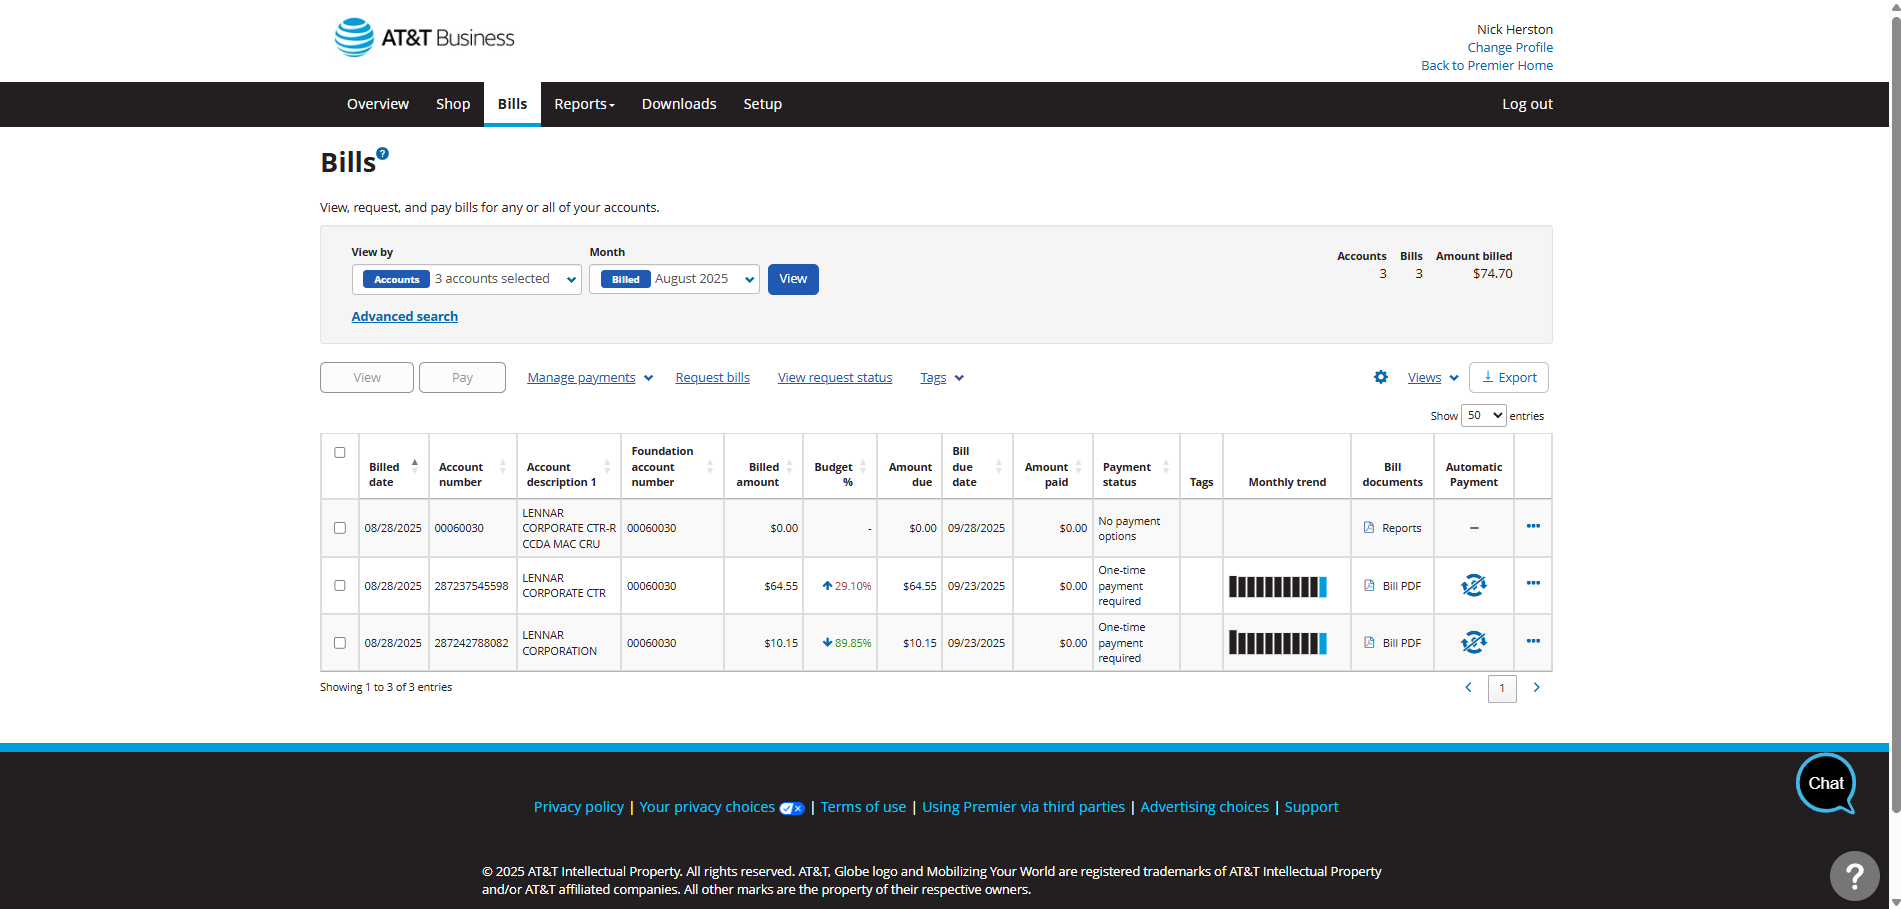 AT&T Business
Nick Herston
Change Profile
Back to Premier Home
Overview Shop Bills Reports Downloads Setup Log out
Bills ?
View, request, and pay bills for any or all of your accounts.
View by Month
Accounts 3 accounts selected Billed August 2025 View
Accounts Bills Amount billed
3 3 $74.70
Advanced search
View Pay Manage payments Request bills View request status Tags Views Export
Show 50 entries
Billed date Account number Account description 1 Foundation account number Billed amount Budget % Amount due Bill due date Amount paid Payment status Tags Monthly trend Bill documents Automatic Payment
08/28/2025 00060030 LENNAR CORPORATE CTR-R CCDA MAC CRU 00060030 $0.00 - $0.00 09/28/2025 $0.00 No payment options Reports –
08/28/2025 287237545598 LENNAR CORPORATE CTR 00060030 $64.55 29.10% $64.55 09/23/2025 $0.00 One-time payment required Bill PDF
08/28/2025 287242788082 LENNAR CORPORATION 00060030 $10.15 89.85% $10.15 09/23/2025 $0.00 One-time payment required Bill PDF
Showing 1 to 3 of 3 entries
1
Chat
Privacy policy | Your privacy choices | Terms of use | Using Premier via third parties | Advertising choices | Support
© 2025 AT&T Intellectual Property. All rights reserved. AT&T, Globe logo and Mobilizing Your World are registered trademarks of AT&T Intellectual Property
and/or AT&T affiliated companies. All other marks are the property of their respective owners.
?